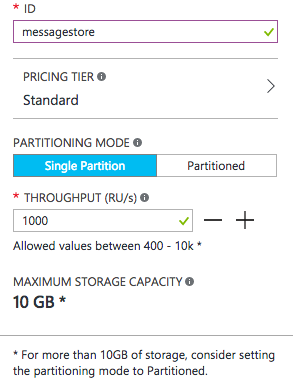 * ID
messagestore
PRICING TIER
Standard
PARTITIONING MODE
Single Partition Partitioned
* THROUGHPUT (RU/s)
1000
Allowed values between 400 - 10k *
MAXIMUM STORAGE CAPACITY
10 GB *
* For more than 10GB of storage, consider setting
the partitioning mode to Partitioned.